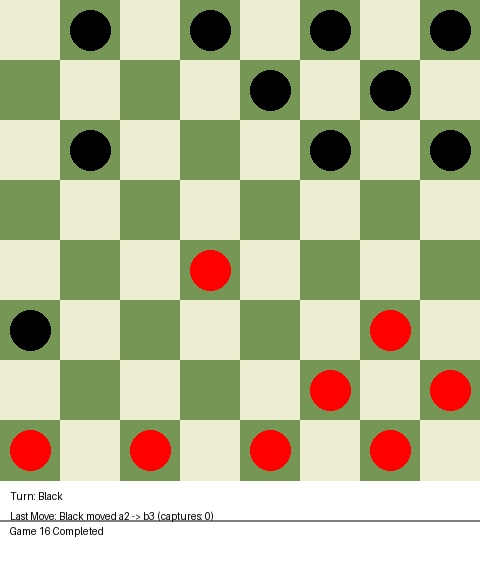 Turn: Black
Last Move: Black moved a2 -> b3 (captures: 0)
Game 16 Completed